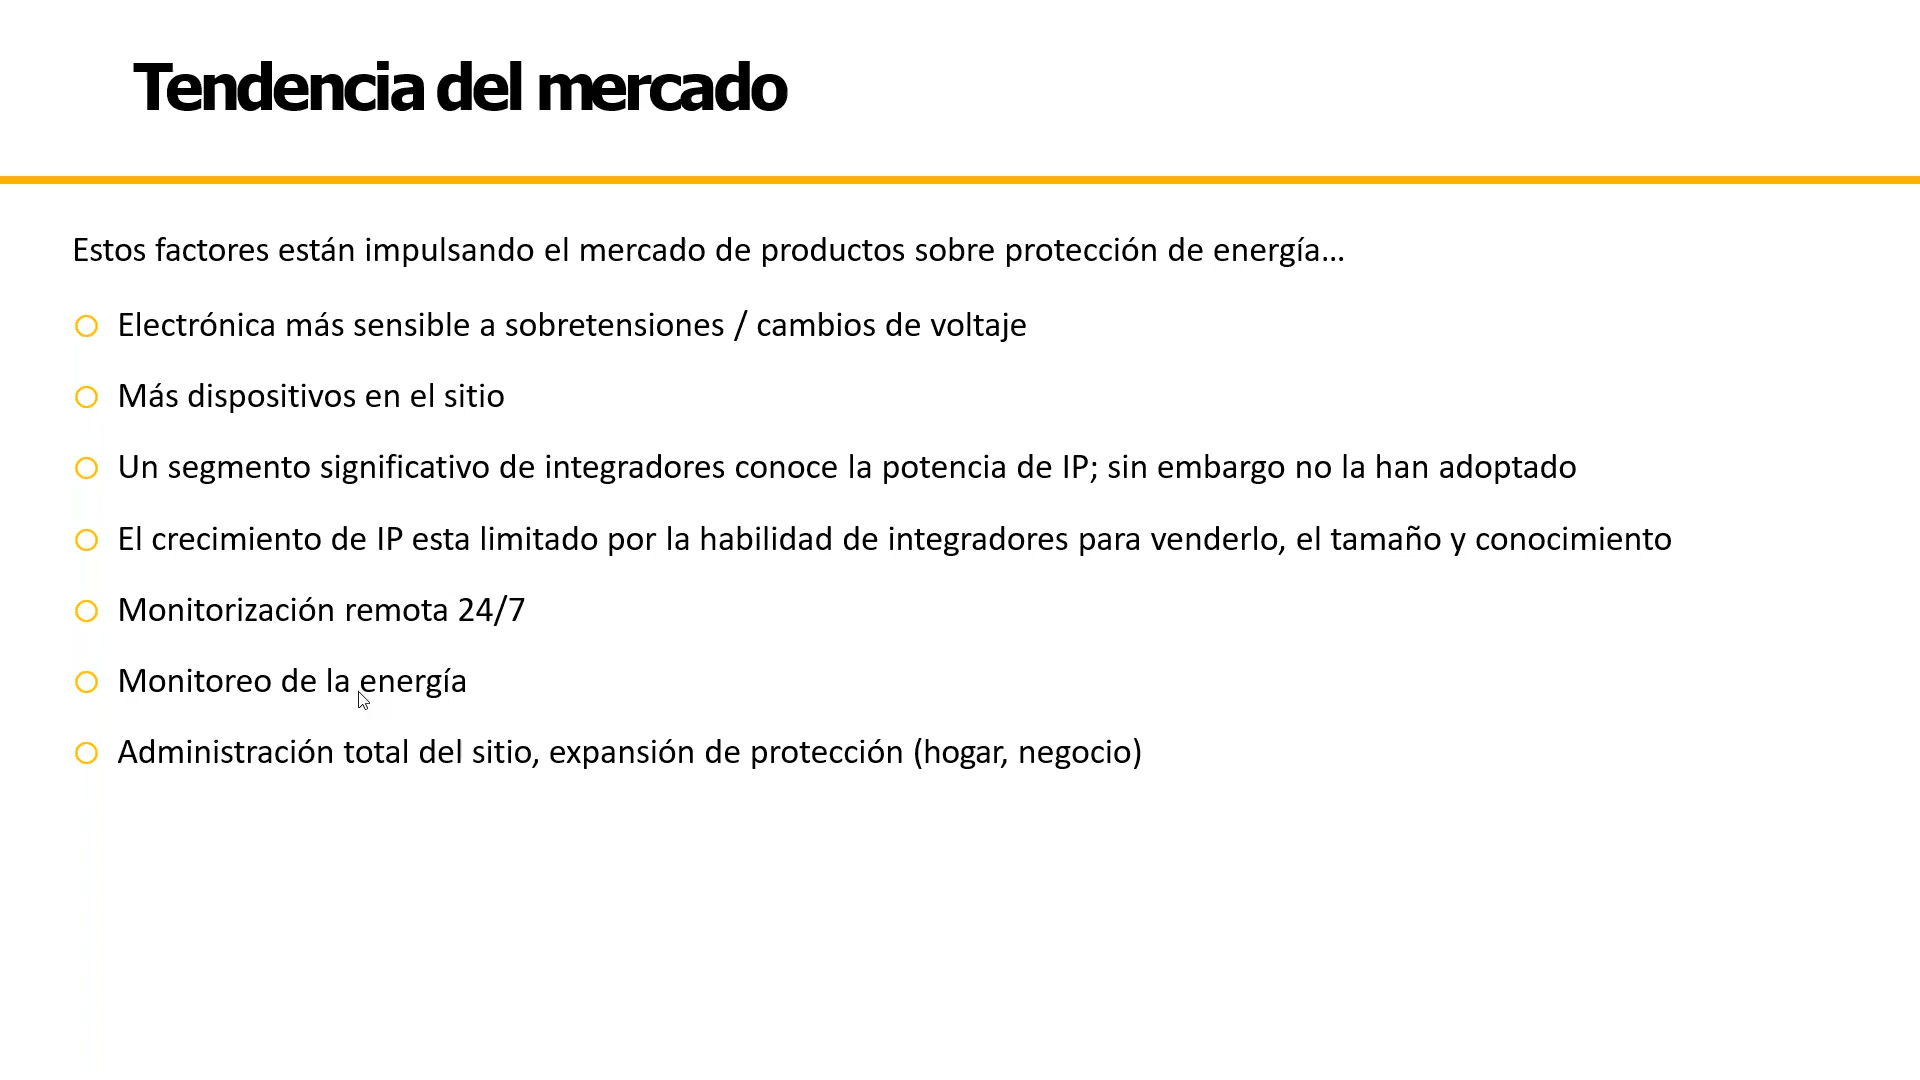 Tendencia del mercado
Estos factores están impulsando el mercado de productos sobre protección de energía...
Electrónica más sensible a sobretensiones / cambios de voltaje
Más dispositivos en el sitio
Un segmento significativo de integradores conoce la potencia de IP; sin embargo no la han adoptado
El crecimiento de IP esta limitado por la habilidad de integradores para venderlo, el tamaño y conocimiento
Monitorización remota 24/7
Monitoreo de la energía
Administración total del sitio, expansión de protección (hogar, negocio)